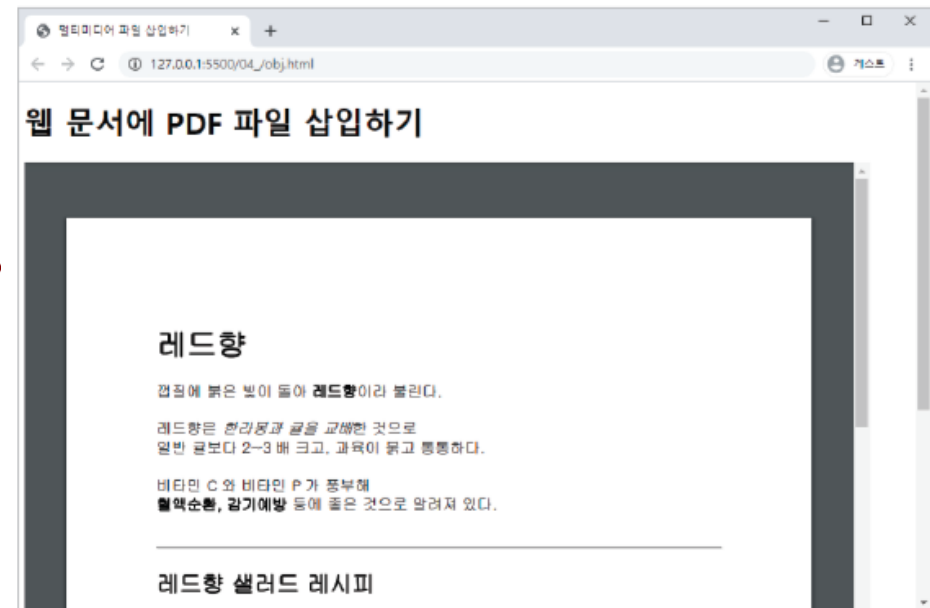 멀티미디어 파일 삽입하기
127.0.0.1:5500/04_/obj.html
게스트
웹 문서에 PDF 파일 삽입하기
레드향
껍질에 붉은 빛이 돌아 레드향이라 불린다.
레드향은 한라봉과 귤을 교배한 것으로
일반 귤보다 2~3 배 크고, 과육이 붉고 통통하다.
비타민 C 와 비타민 P 가 풍부해
혈액순환, 감기예방 등에 좋은 것으로 알려져 있다.
레드향 샐러드 레시피